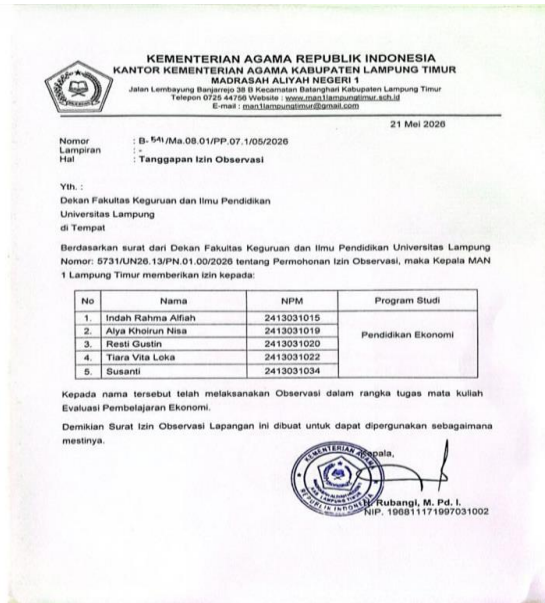 KEMENTERIAN AGAMA REPUBLIK INDONESIA
KANTOR KEMENTERIAN AGAMA KABUPATEN LAMPUNG TIMUR
MADRASAH ALIYAH NEGERI 1
Jalan Lembayung Banjarrejo 38 B Kecamatan Batanghari Kabupaten Lampung Timur
Telepon 0725 44756 Website : www.man1lampungtimur.sch.id
E-mail : man1lampungtimur@gmail.com
21 Mei 2026
Nomor : B- 541/Ma.08.01/PP.07.1/05/2026
Lampiran : -
Hal : Tanggapan Izin Observasi
Yth. :
Dekan Fakultas Keguruan dan Ilmu Pendidikan
Universitas Lampung
di Tempat
Berdasarkan surat dari Dekan Fakultas Keguruan dan Ilmu Pendidikan Universitas Lampung
Nomor: 5731/UN26.13/PN.01.00/2026 tentang Permohonan Izin Observasi, maka Kepala MAN
1 Lampung Timur memberikan izin kepada:
No Nama NPM Program Studi
1. Indah Rahma Alfiah 2413031015
2. Alya Khoirun Nisa 2413031019
Pendidikan Ekonomi
3. Resti Gustin 2413031020
4. Tiara Vita Loka 2413031022
5. Susanti 2413031034
Kepada nama tersebut telah melaksanakan Observasi dalam rangka tugas mata kuliah
Evaluasi Pembelajaran Ekonomi.
Demikian Surat Izin Observasi Lapangan ini dibuat untuk dapat dipergunakan sebagaimana
mestinya.
Kepala,
KEMENTERIAN AGAMA
REPUBLIK INDONESIA
H. Rubangi, M. Pd. I.
NIP. 196811171997031002